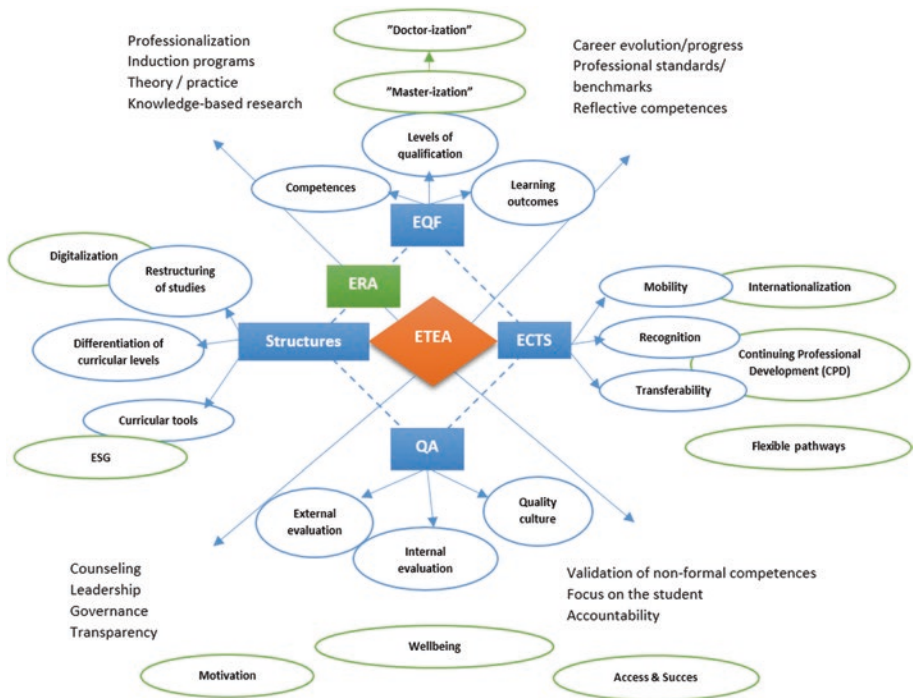 Professionalization
Induction programs
Theory / practice
Knowledge-based research
"Doctor-ization"
"Master-ization"
Career evolution/progress
Professional standards/
benchmarks
Reflective competences
Levels of
qualification
Competences
Learning
outcomes
EQF
Digitalization
Restructuring
of studies
ERA
Mobility
Internationalization
Differentiation of
curricular levels
Structures
ETEA
ECTS
Recognition
Continuing Professional
Development (CPD)
Transferability
Curricular tools
ESG
QA
Flexible pathways
External
evaluation
Internal
evaluation
Quality
culture
Counseling
Leadership
Governance
Transparency
Validation of non-formal competences
Focus on the student
Accountability
Wellbeing
Motivation
Access & Succes